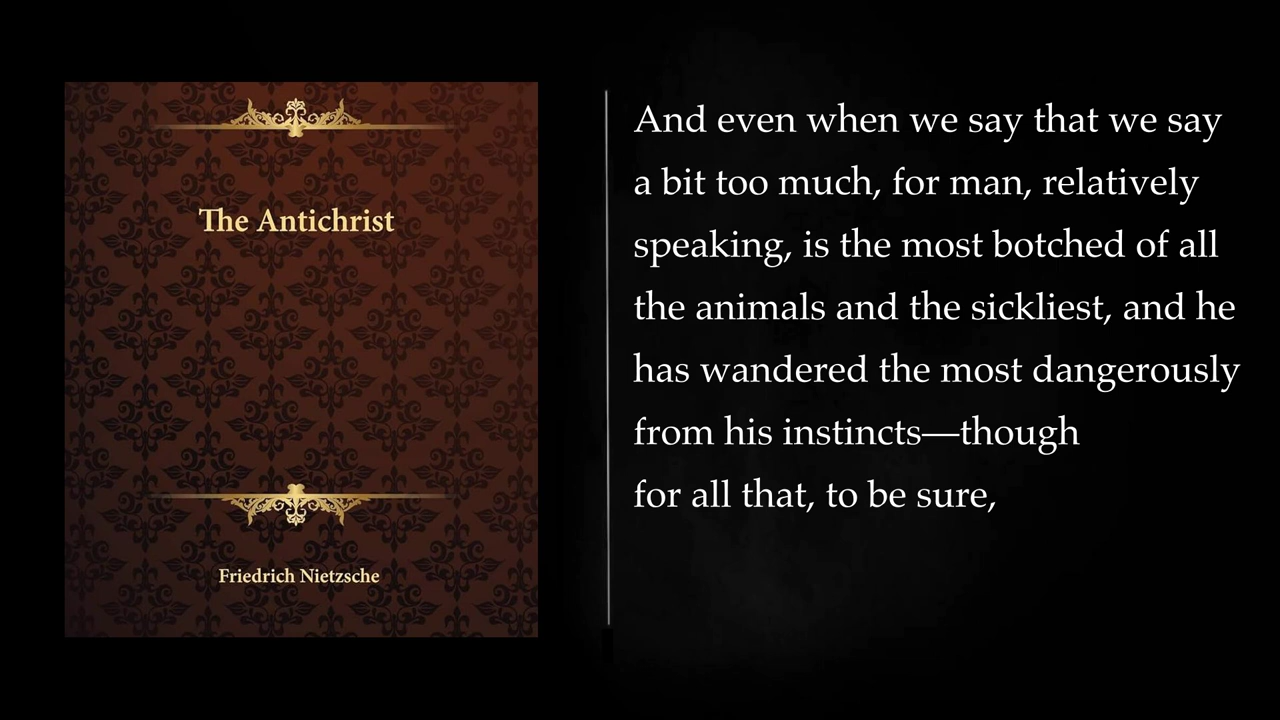 The Antichrist
Friedrich Nietzsche
And even when we say that we say
a bit too much, for man, relatively
speaking, is the most botched of all
the animals and the sickliest, and he
has wandered the most dangerously
from his instincts—though
for all that, to be sure,